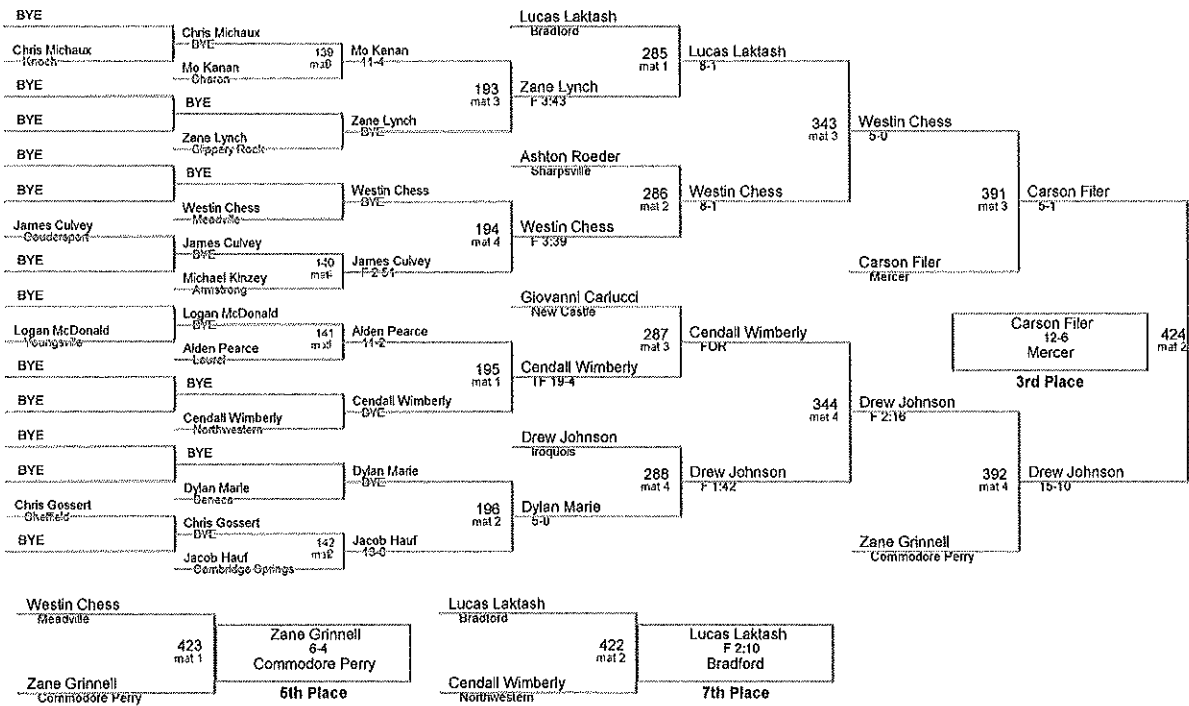 BYE
Chris Michaux
Knoch
BYE
BYE
BYE
BYE
James Culvey
Coudersport
BYE
BYE
Logan McDonald
Youngsville
BYE
BYE
BYE
BYE
Chris Gossert
Sheffield
BYE
Chris Michaux
BYE
139
mat
Mo Kanan
Sharon
BYE
Zane Lynch
Slippery Rock
BYE
Westin Chess
Meadville
James Culvey
BYE
140
mat
Michael Kinzey
Armstrong
Logan McDonald
BYE
141
mat
Alden Pearce
Laurel
BYE
Cendall Wimberly
Northwestern
BYE
Dylan Marie
Seneca
Chris Gossert
BYE
142
mat
Jacob Hauf
Cambridge Springs
Mo Kanan
11-4
193
mat 3
Zane Lynch
BYE
Westin Chess
BYE
194
mat 4
James Culvey
F 2:51
Alden Pearce
11-2
195
mat 1
Cendall Wimberly
BYE
Dylan Marie
BYE
196
mat 2
Jacob Hauf
Lucas Laktash
Bradford
285
mat 1
Zane Lynch
F 3:43
Ashton Roeder
Sharpsville
286
mat 2
Westin Chess
F 3:39
Giovanni Carlucci
New Castle
287
mat 3
Cendall Wimberly
TF 19-4
Drew Johnson
Iroquois
288
mat 4
Dylan Marie
5-0
Lucas Laktash
8-1
343
mat 3
Westin Chess
8-1
Cendall Wimberly
FOR
344
mat 4
Drew Johnson
F 1:42
Westin Chess
5-0
391
mat 3
Carson Filer
Mercer
Drew Johnson
F 2:16
392
mat 4
Zane Grinnell
Commodore Perry
Carson Filer
5-1
424
mat 2
Drew Johnson
15-10
Carson Filer
12-6
Mercer
3rd Place
Westin Chess
Meadville
423
mat 1
Zane Grinnell
Commodore Perry
Zane Grinnell
6-4
Commodore Perry
5th Place
Lucas Laktash
Bradford
422
mat 2
Cendall Wimberly
Northwestern
Lucas Laktash
F 2:10
Bradford
7th Place